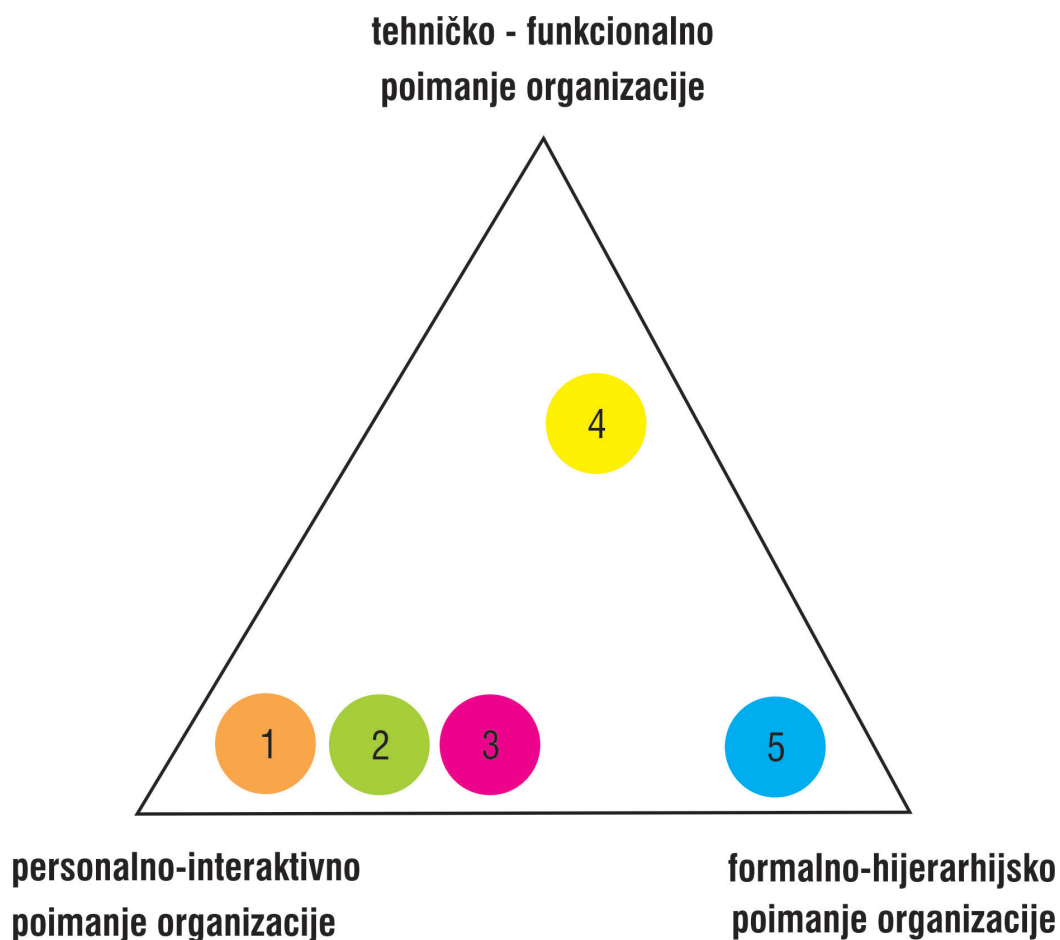 tehničko - funkcionalno
poimanje organizacije
4
1 2 3 5
personalno-interaktivno
poimanje organizacije
formalno-hijerarhijsko
poimanje organizacije